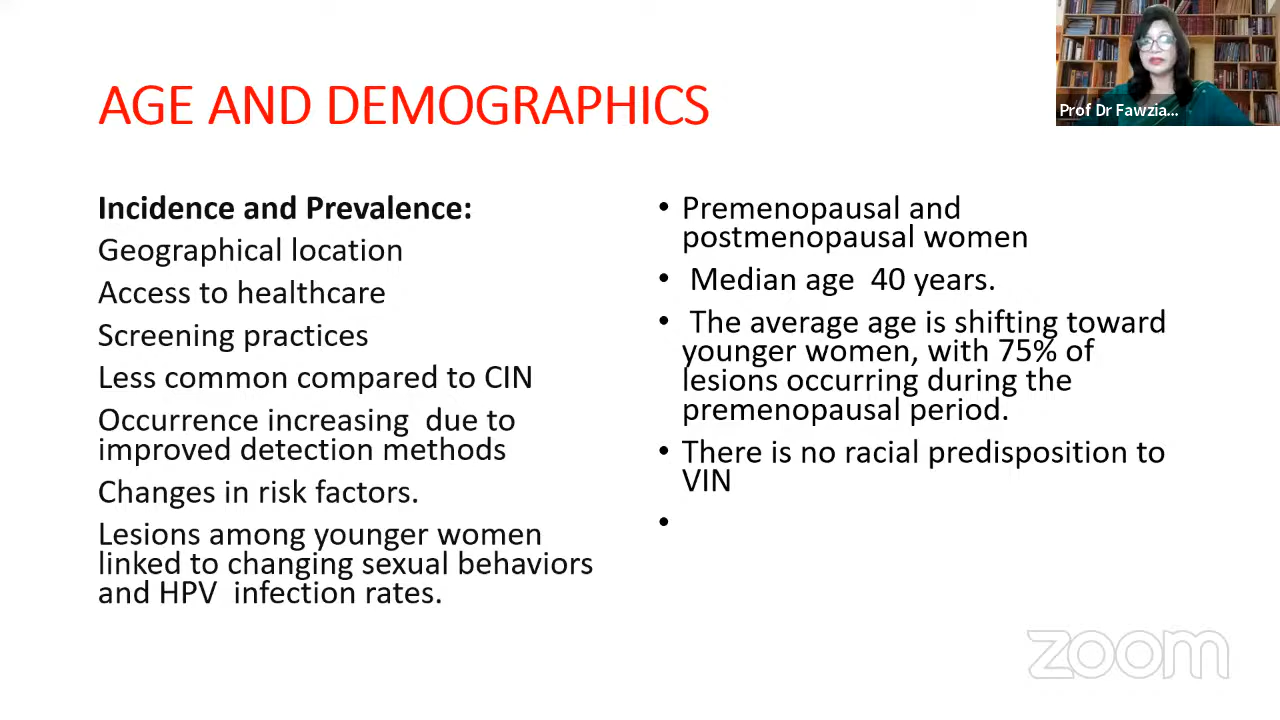 AGE AND DEMOGRAPHICS
Prof Dr Fawzia...
Incidence and Prevalence:
Geographical location
Access to healthcare
Screening practices
Less common compared to CIN
Occurrence increasing due to
improved detection methods
Changes in risk factors.
Lesions among younger women
linked to changing sexual behaviors
and HPV infection rates.
• Premenopausal and
postmenopausal women
• Median age 40 years.
• The average age is shifting toward
younger women, with 75% of
lesions occurring during the
premenopausal period.
• There is no racial predisposition to
VIN
•
zoom